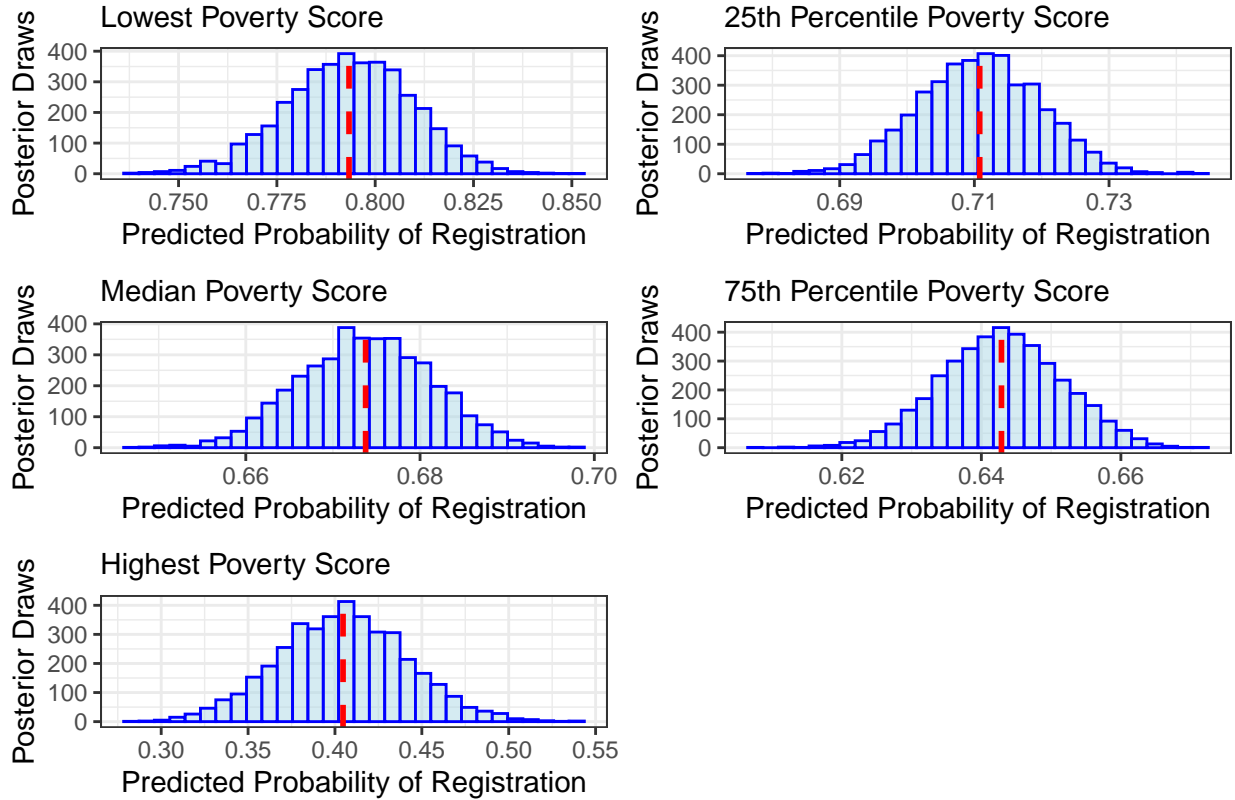 Lowest Poverty Score
Posterior Draws
400
300
200
100
0
0.750 0.775 0.800 0.825 0.850
Predicted Probability of Registration
25th Percentile Poverty Score
Posterior Draws
400
300
200
100
0
0.69 0.71 0.73
Predicted Probability of Registration
Median Poverty Score
Posterior Draws
400
300
200
100
0
0.66 0.68 0.70
Predicted Probability of Registration
75th Percentile Poverty Score
Posterior Draws
400
300
200
100
0
0.62 0.64 0.66
Predicted Probability of Registration
Highest Poverty Score
Posterior Draws
400
300
200
100
0
0.30 0.35 0.40 0.45 0.50 0.55
Predicted Probability of Registration